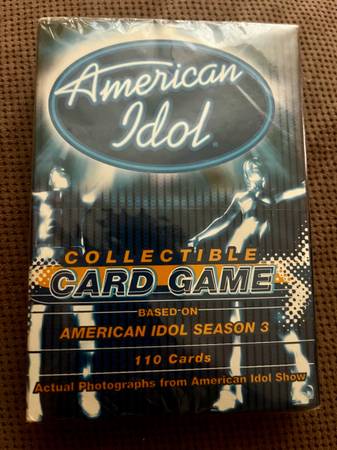 American
Idol
COLLECTIBLE
CARD GAME
BASED ON
AMERICAN IDOL SEASON 3
110 Cards
Actual Photographs from American Idol Show